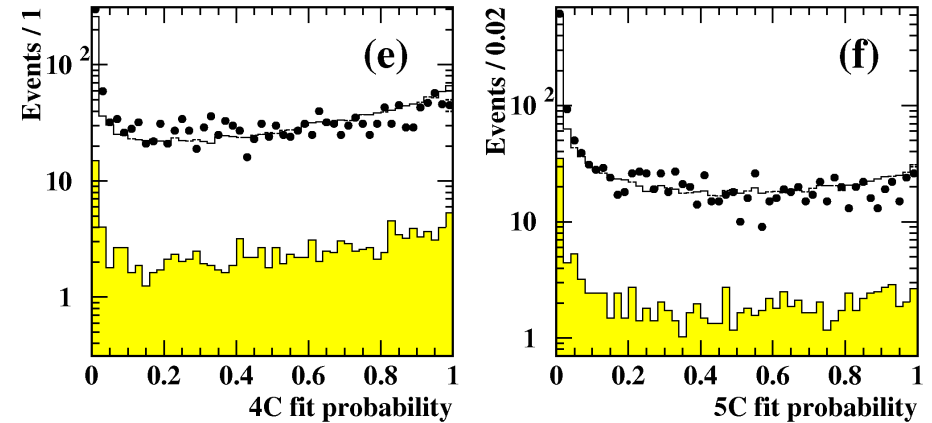 Events / 1
10 2
10
1
(e)
0 0.2 0.4 0.6 0.8 1
4C fit probability
Events / 0.02
10 2
10
1
(f)
0 0.2 0.4 0.6 0.8 1
5C fit probability